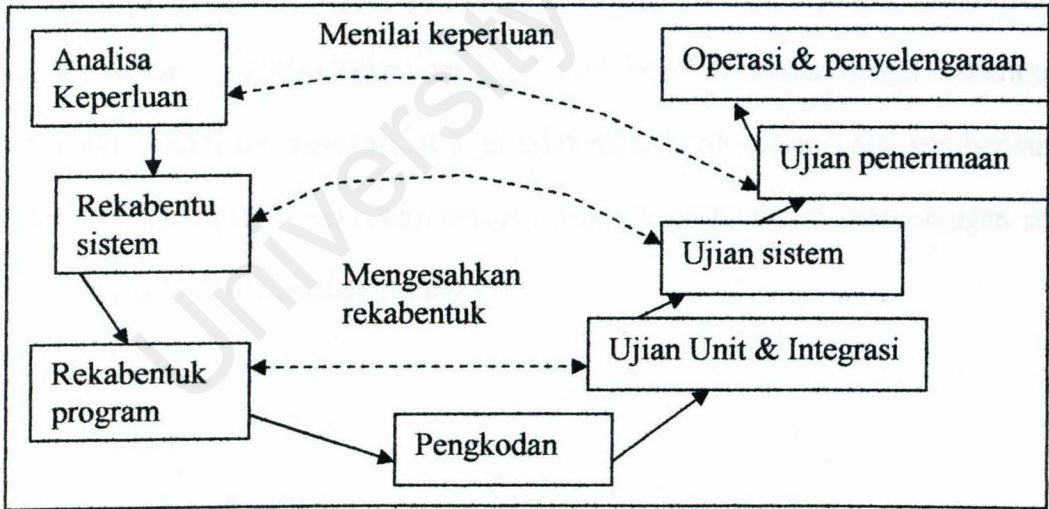 Analisa
Keperluan
Menilai keperluan
Operasi & penyelengaraan
Ujian penerimaan
Rekabentu
sistem
Ujian sistem
Mengesahkan
rekabentuk
Ujian Unit & Integrasi
Rekabentuk
program
Pengkodan
University